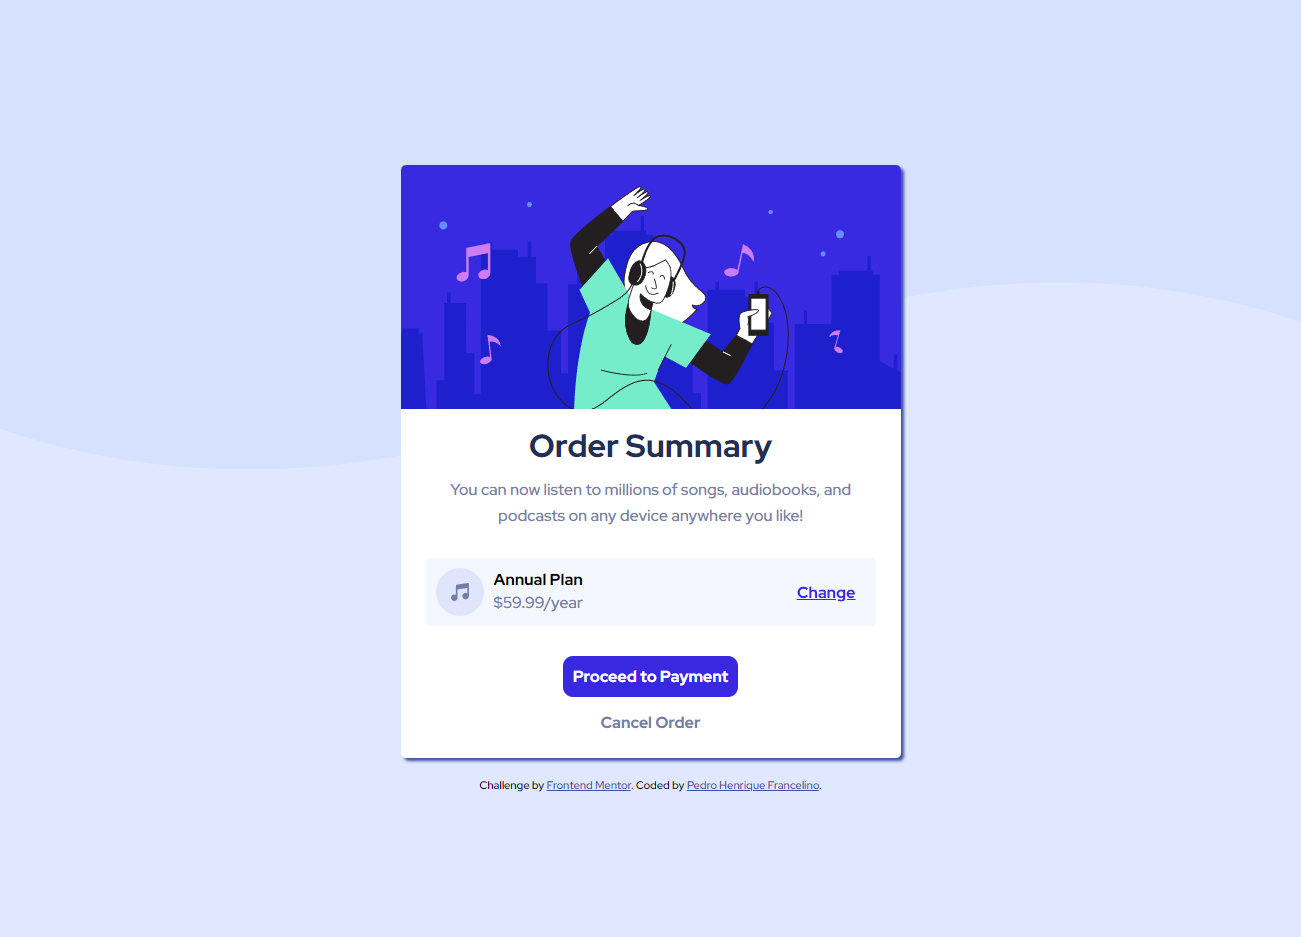 Order Summary
You can now listen to millions of songs, audiobooks, and
podcasts on any device anywhere you like!
Annual Plan
$59.99/year
Change
Proceed to Payment
Cancel Order
Challenge by Frontend Mentor. Coded by Pedro Henrique Francelino.